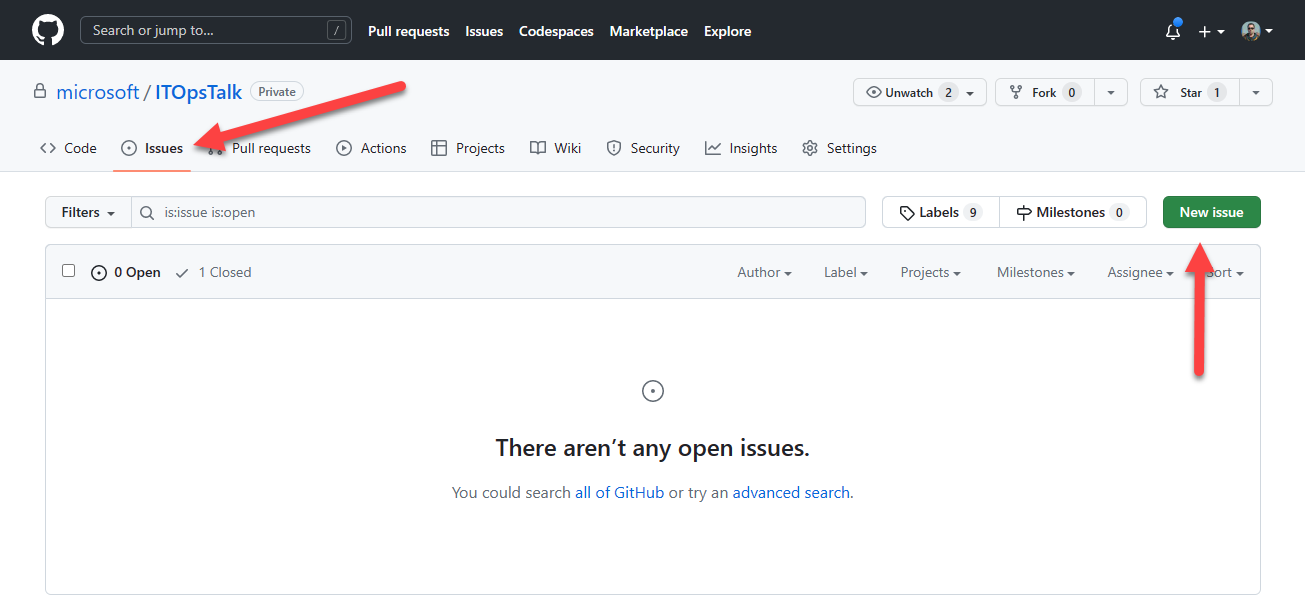 Search or jump to... / Pull requests Issues Codespaces Marketplace Explore
microsoft / ITOpsTalk Private Unwatch 2 Fork 0 Star 1
Code Issues Pull requests Actions Projects Wiki Security Insights Settings
Filters is:issue is:open Labels 9 Milestones 0 New issue
0 Open 1 Closed Author Label Projects Milestones Assignee
There aren’t any open issues.
You could search all of GitHub or try an advanced search.